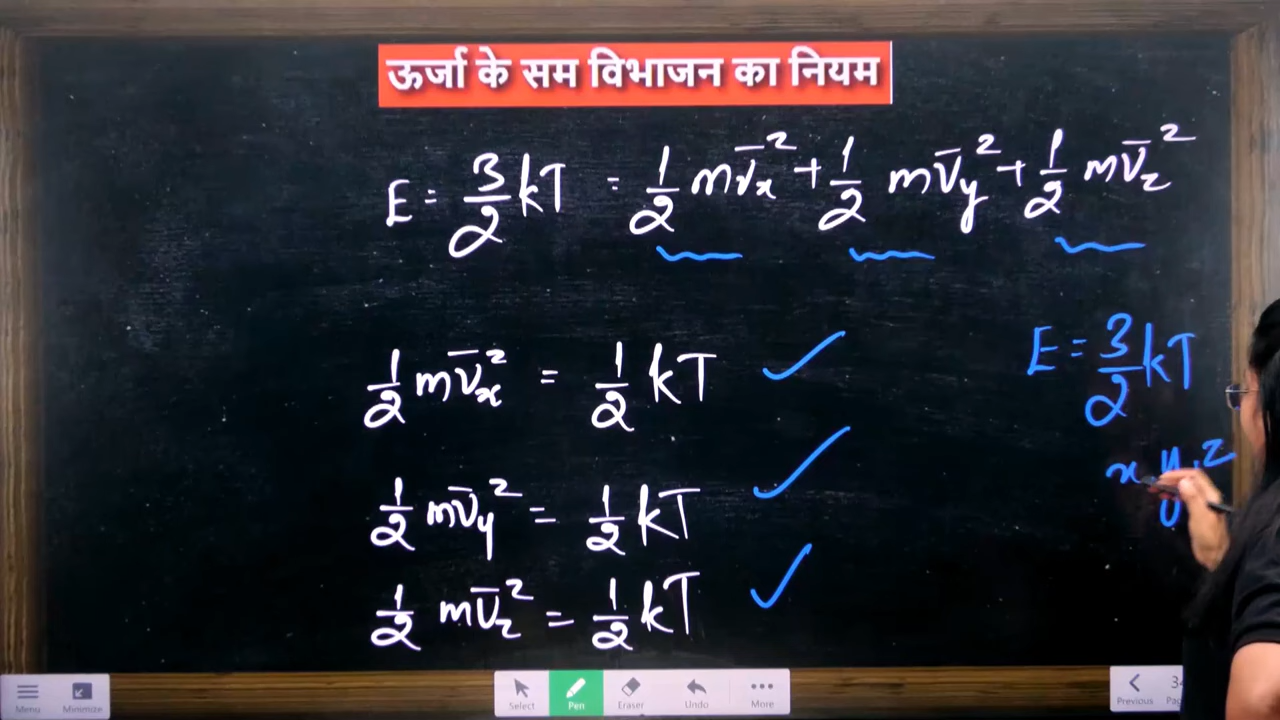 ऊर्जा के सम विभाजन का नियम
E = 3/2 kT = 1/2 mv̅x² + 1/2 mv̅y² + 1/2 mv̅z²
1/2 mv̅x² = 1/2 kT
1/2 mv̅y² = 1/2 kT
1/2 mv̅z² = 1/2 kT
E = 3/2 kT
x, y, z
Menu
Minimize
Select
Pen
Eraser
Undo
More
Previous